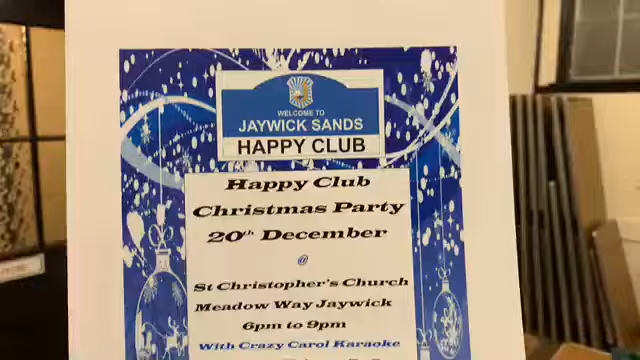 WELCOME TO
JAYWICK SANDS
HAPPY CLUB
Happy Club
Christmas Party
20th December
@
St Christopher's Church
Meadow Way Jaywick
6pm to 9pm
With Crazy Carol Karaoke